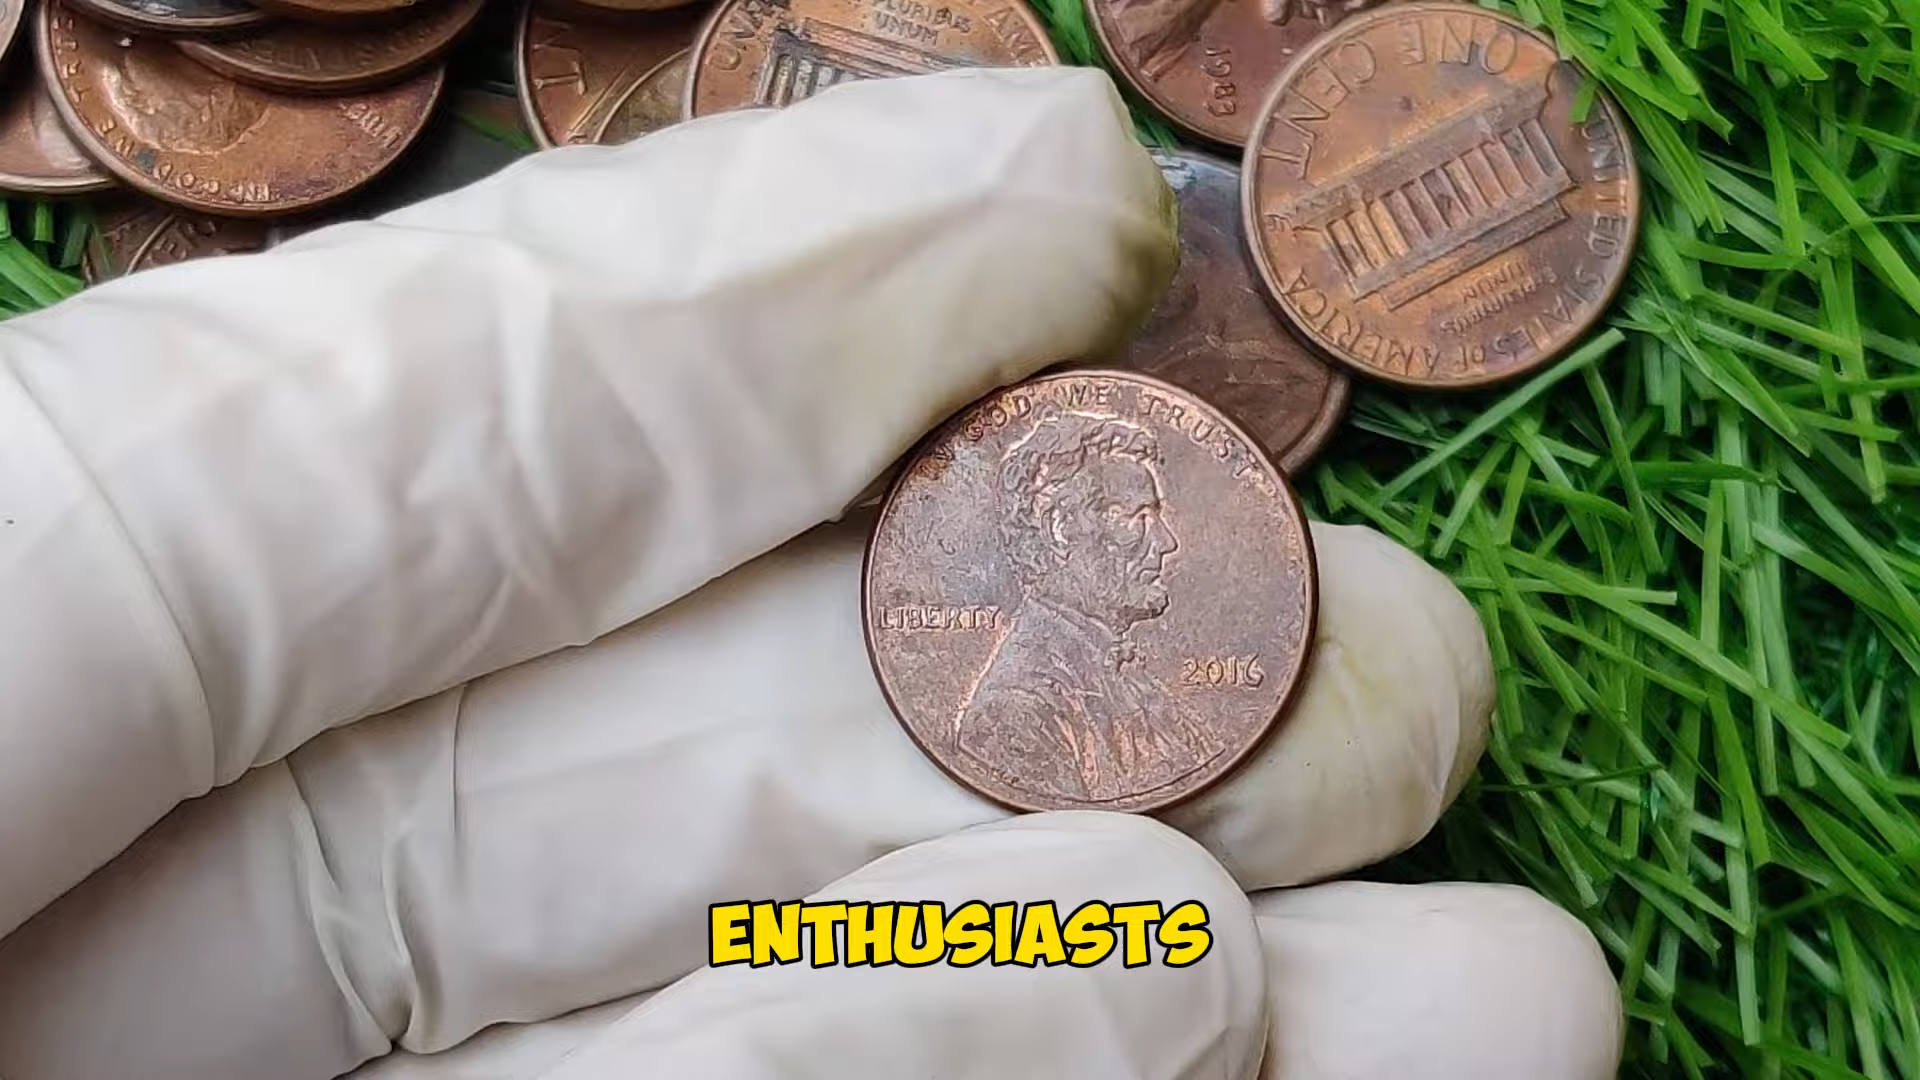 PLURIBUS
UNUM
1983
ONE CENT
UNITED STATES OF AMERICA
E PLURIBUS
UNUM
IN GOD WE TRUST
LIBERTY
2016
ENTHUSIASTS